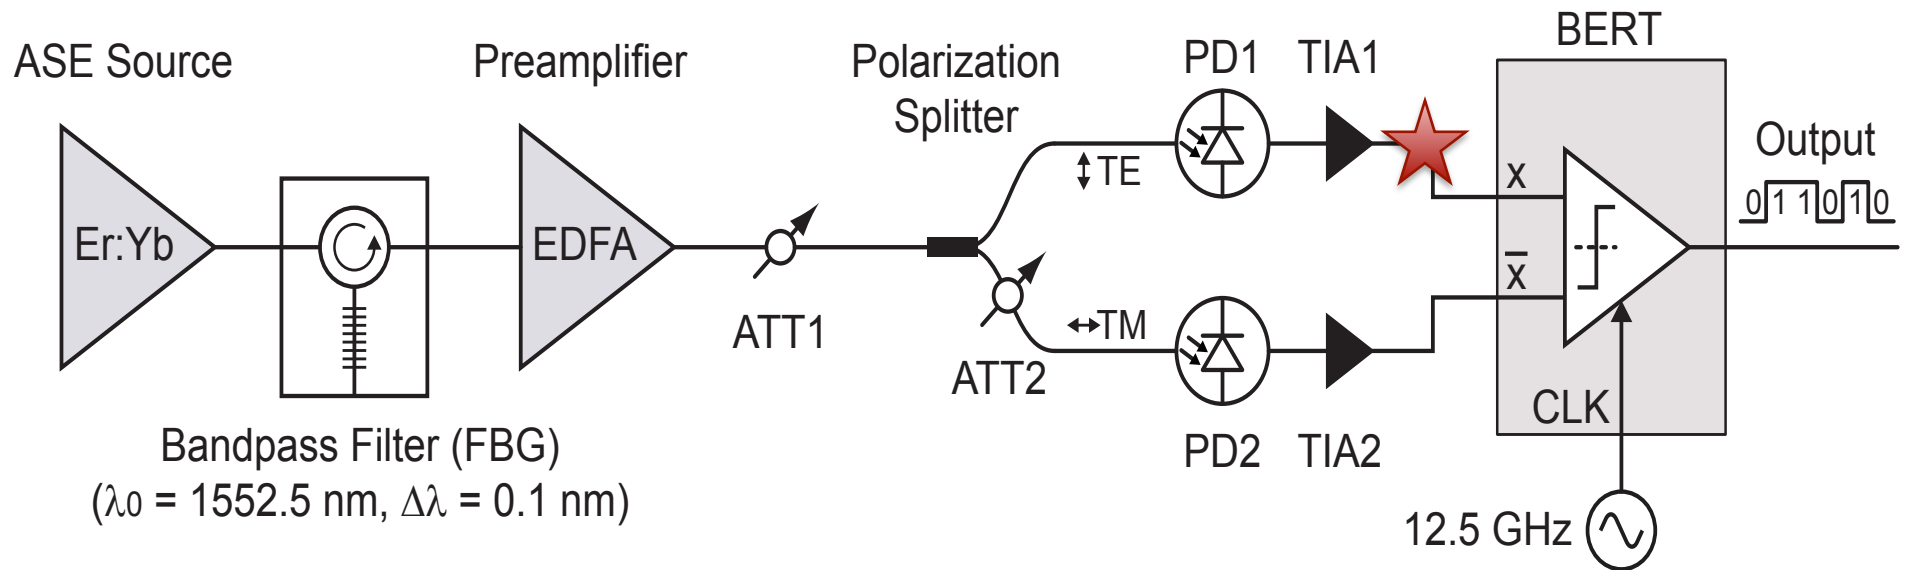 ASE Source
Preamplifier
Polarization
Splitter
PD1
TIA1
BERT
Er:Yb
EDFA
TE
x
Output
0 1 1 0 1 0
x̅
ATT1
TM
ATT2
CLK
Bandpass Filter (FBG)
(λ0 = 1552.5 nm, Δλ = 0.1 nm)
PD2
TIA2
12.5 GHz